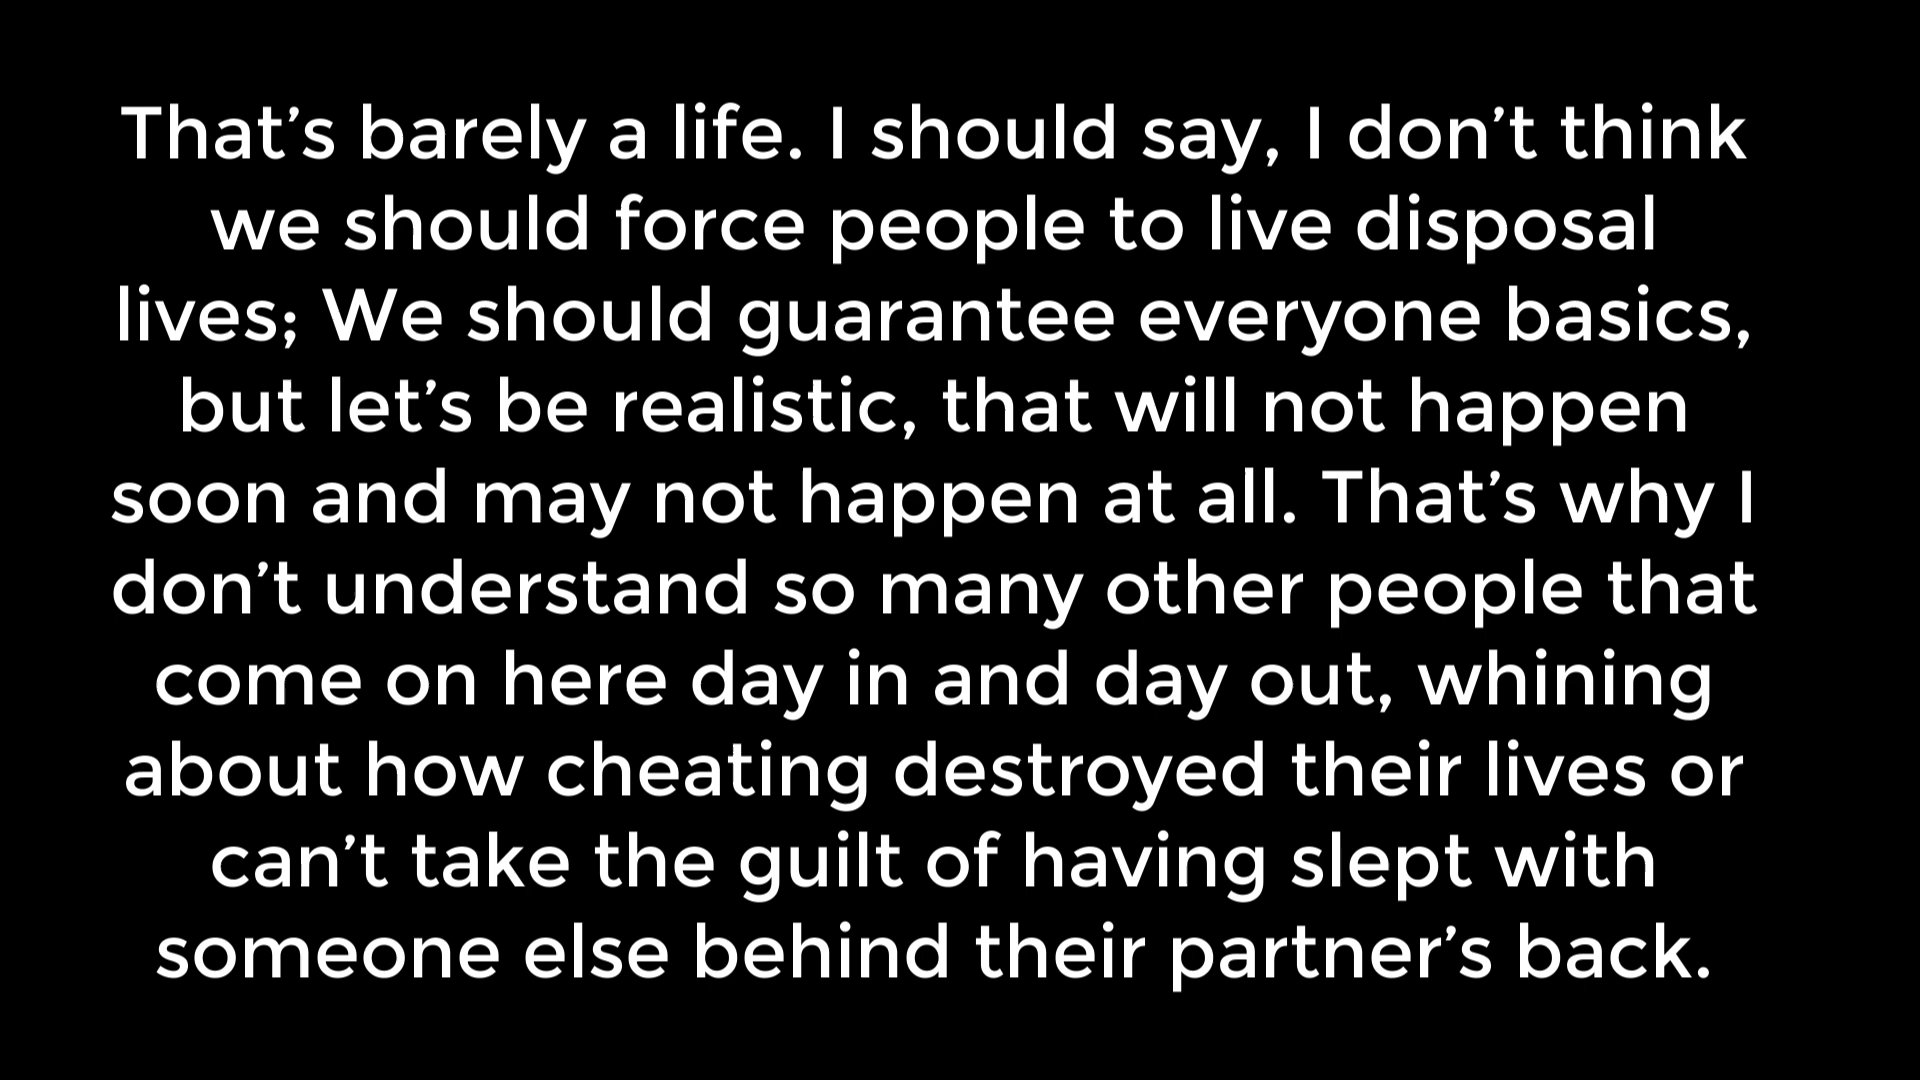 That’s barely a life. I should say, I don’t think
we should force people to live disposal
lives; We should guarantee everyone basics,
but let’s be realistic, that will not happen
soon and may not happen at all. That’s why I
don’t understand so many other people that
come on here day in and day out, whining
about how cheating destroyed their lives or
can’t take the guilt of having slept with
someone else behind their partner’s back.